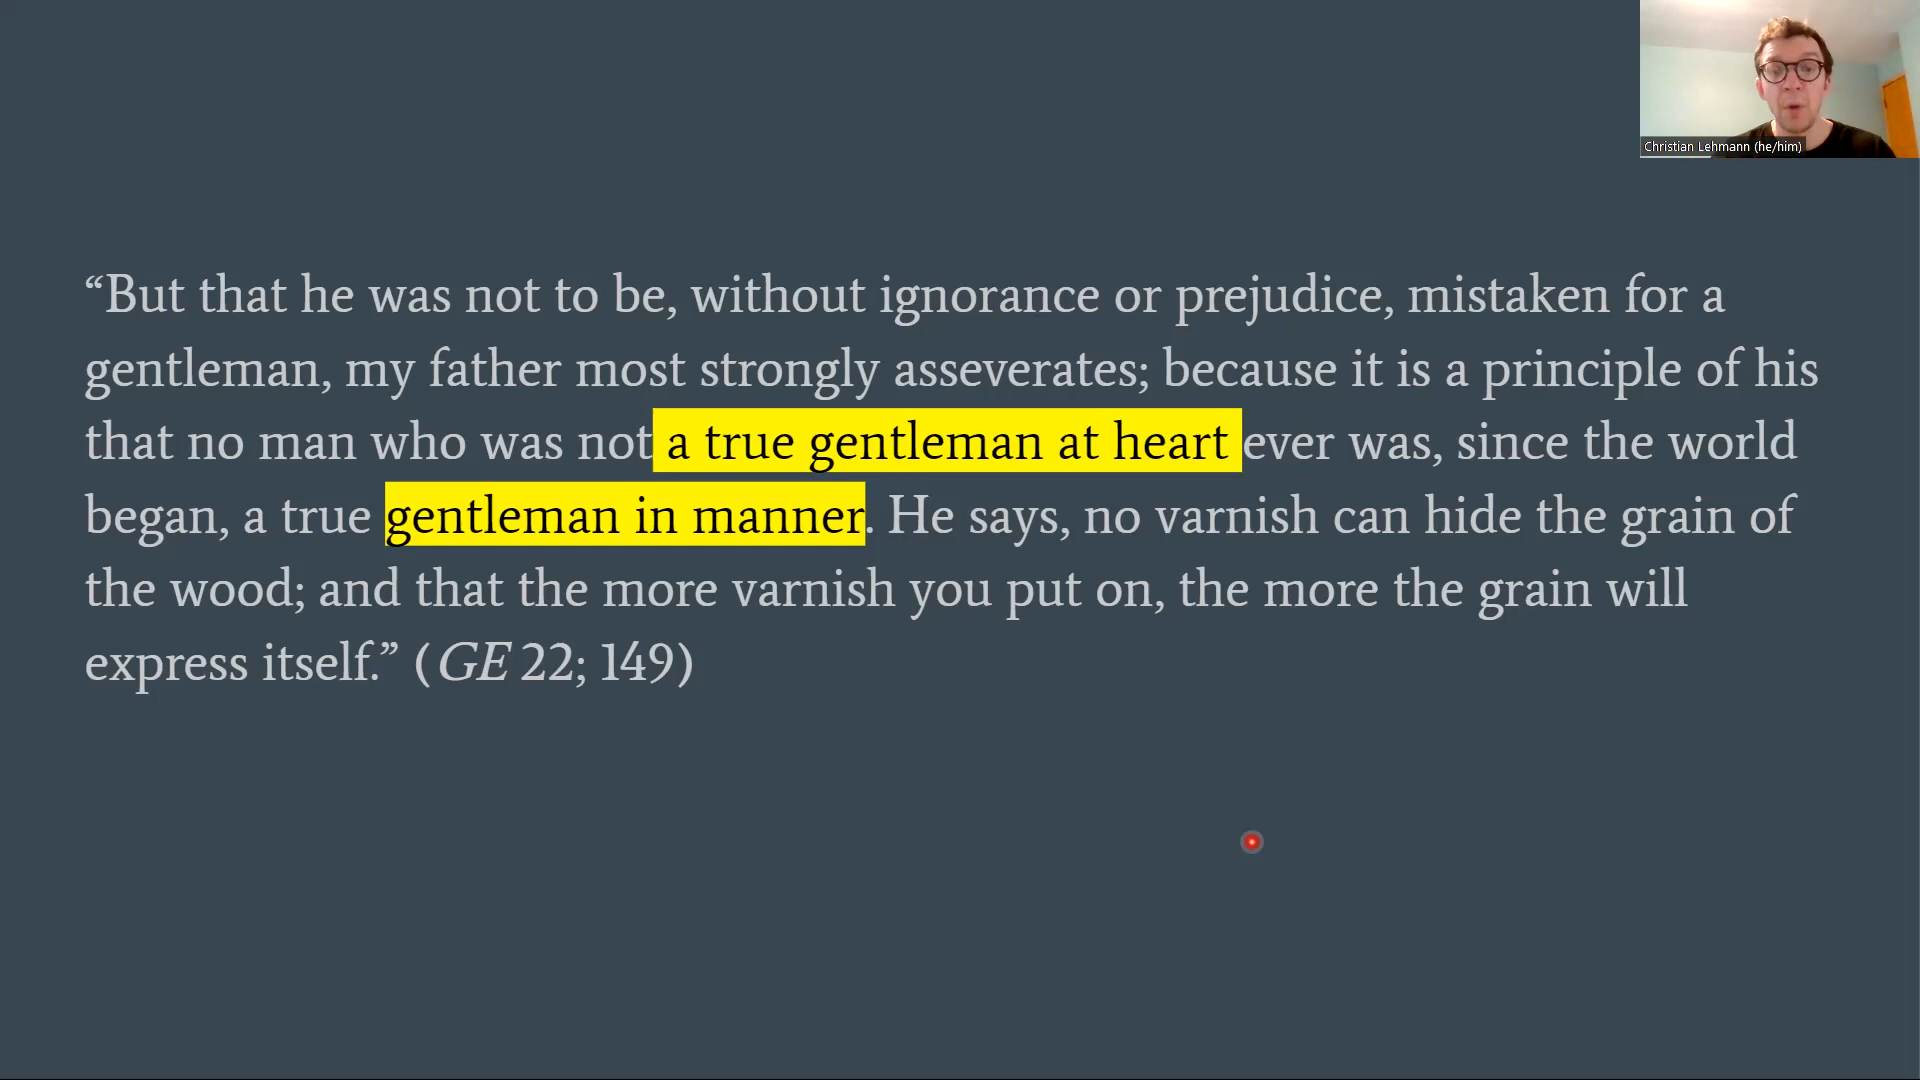 Christian Lehmann (he/him)
“But that he was not to be, without ignorance or prejudice, mistaken for a
gentleman, my father most strongly asseverates; because it is a principle of his
that no man who was not a true gentleman at heart ever was, since the world
began, a true gentleman in manner. He says, no varnish can hide the grain of
the wood; and that the more varnish you put on, the more the grain will
express itself.” (GE 22; 149)